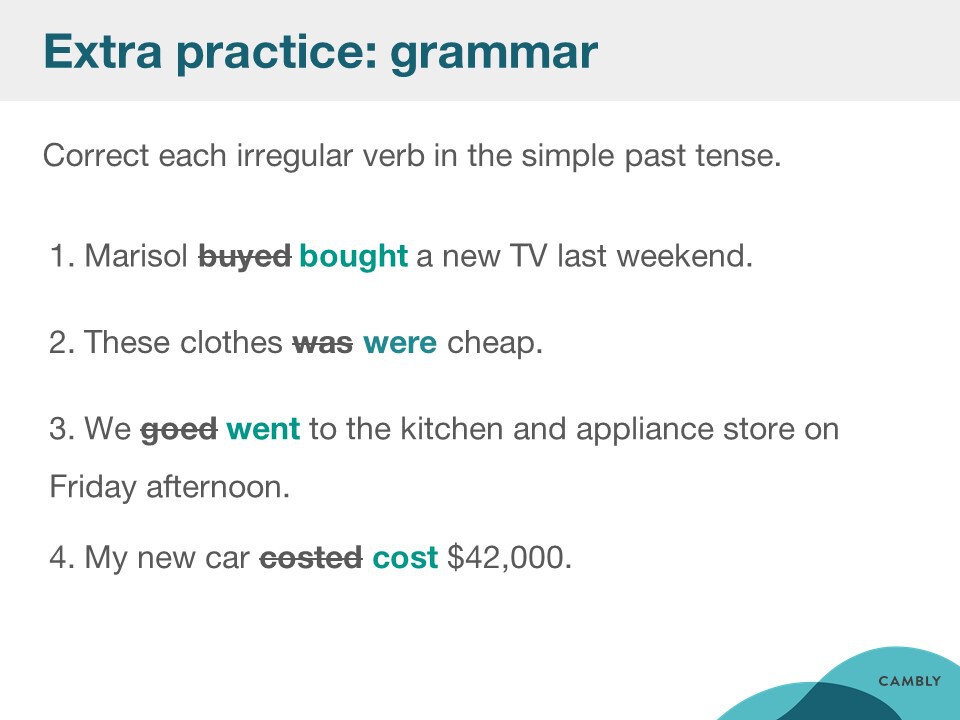 Extra practice: grammar
Correct each irregular verb in the simple past tense.
1. Marisol buyed bought a new TV last weekend.
2. These clothes was were cheap.
3. We goed went to the kitchen and appliance store on
Friday afternoon.
4. My new car costed cost $42,000.
CAMBLY